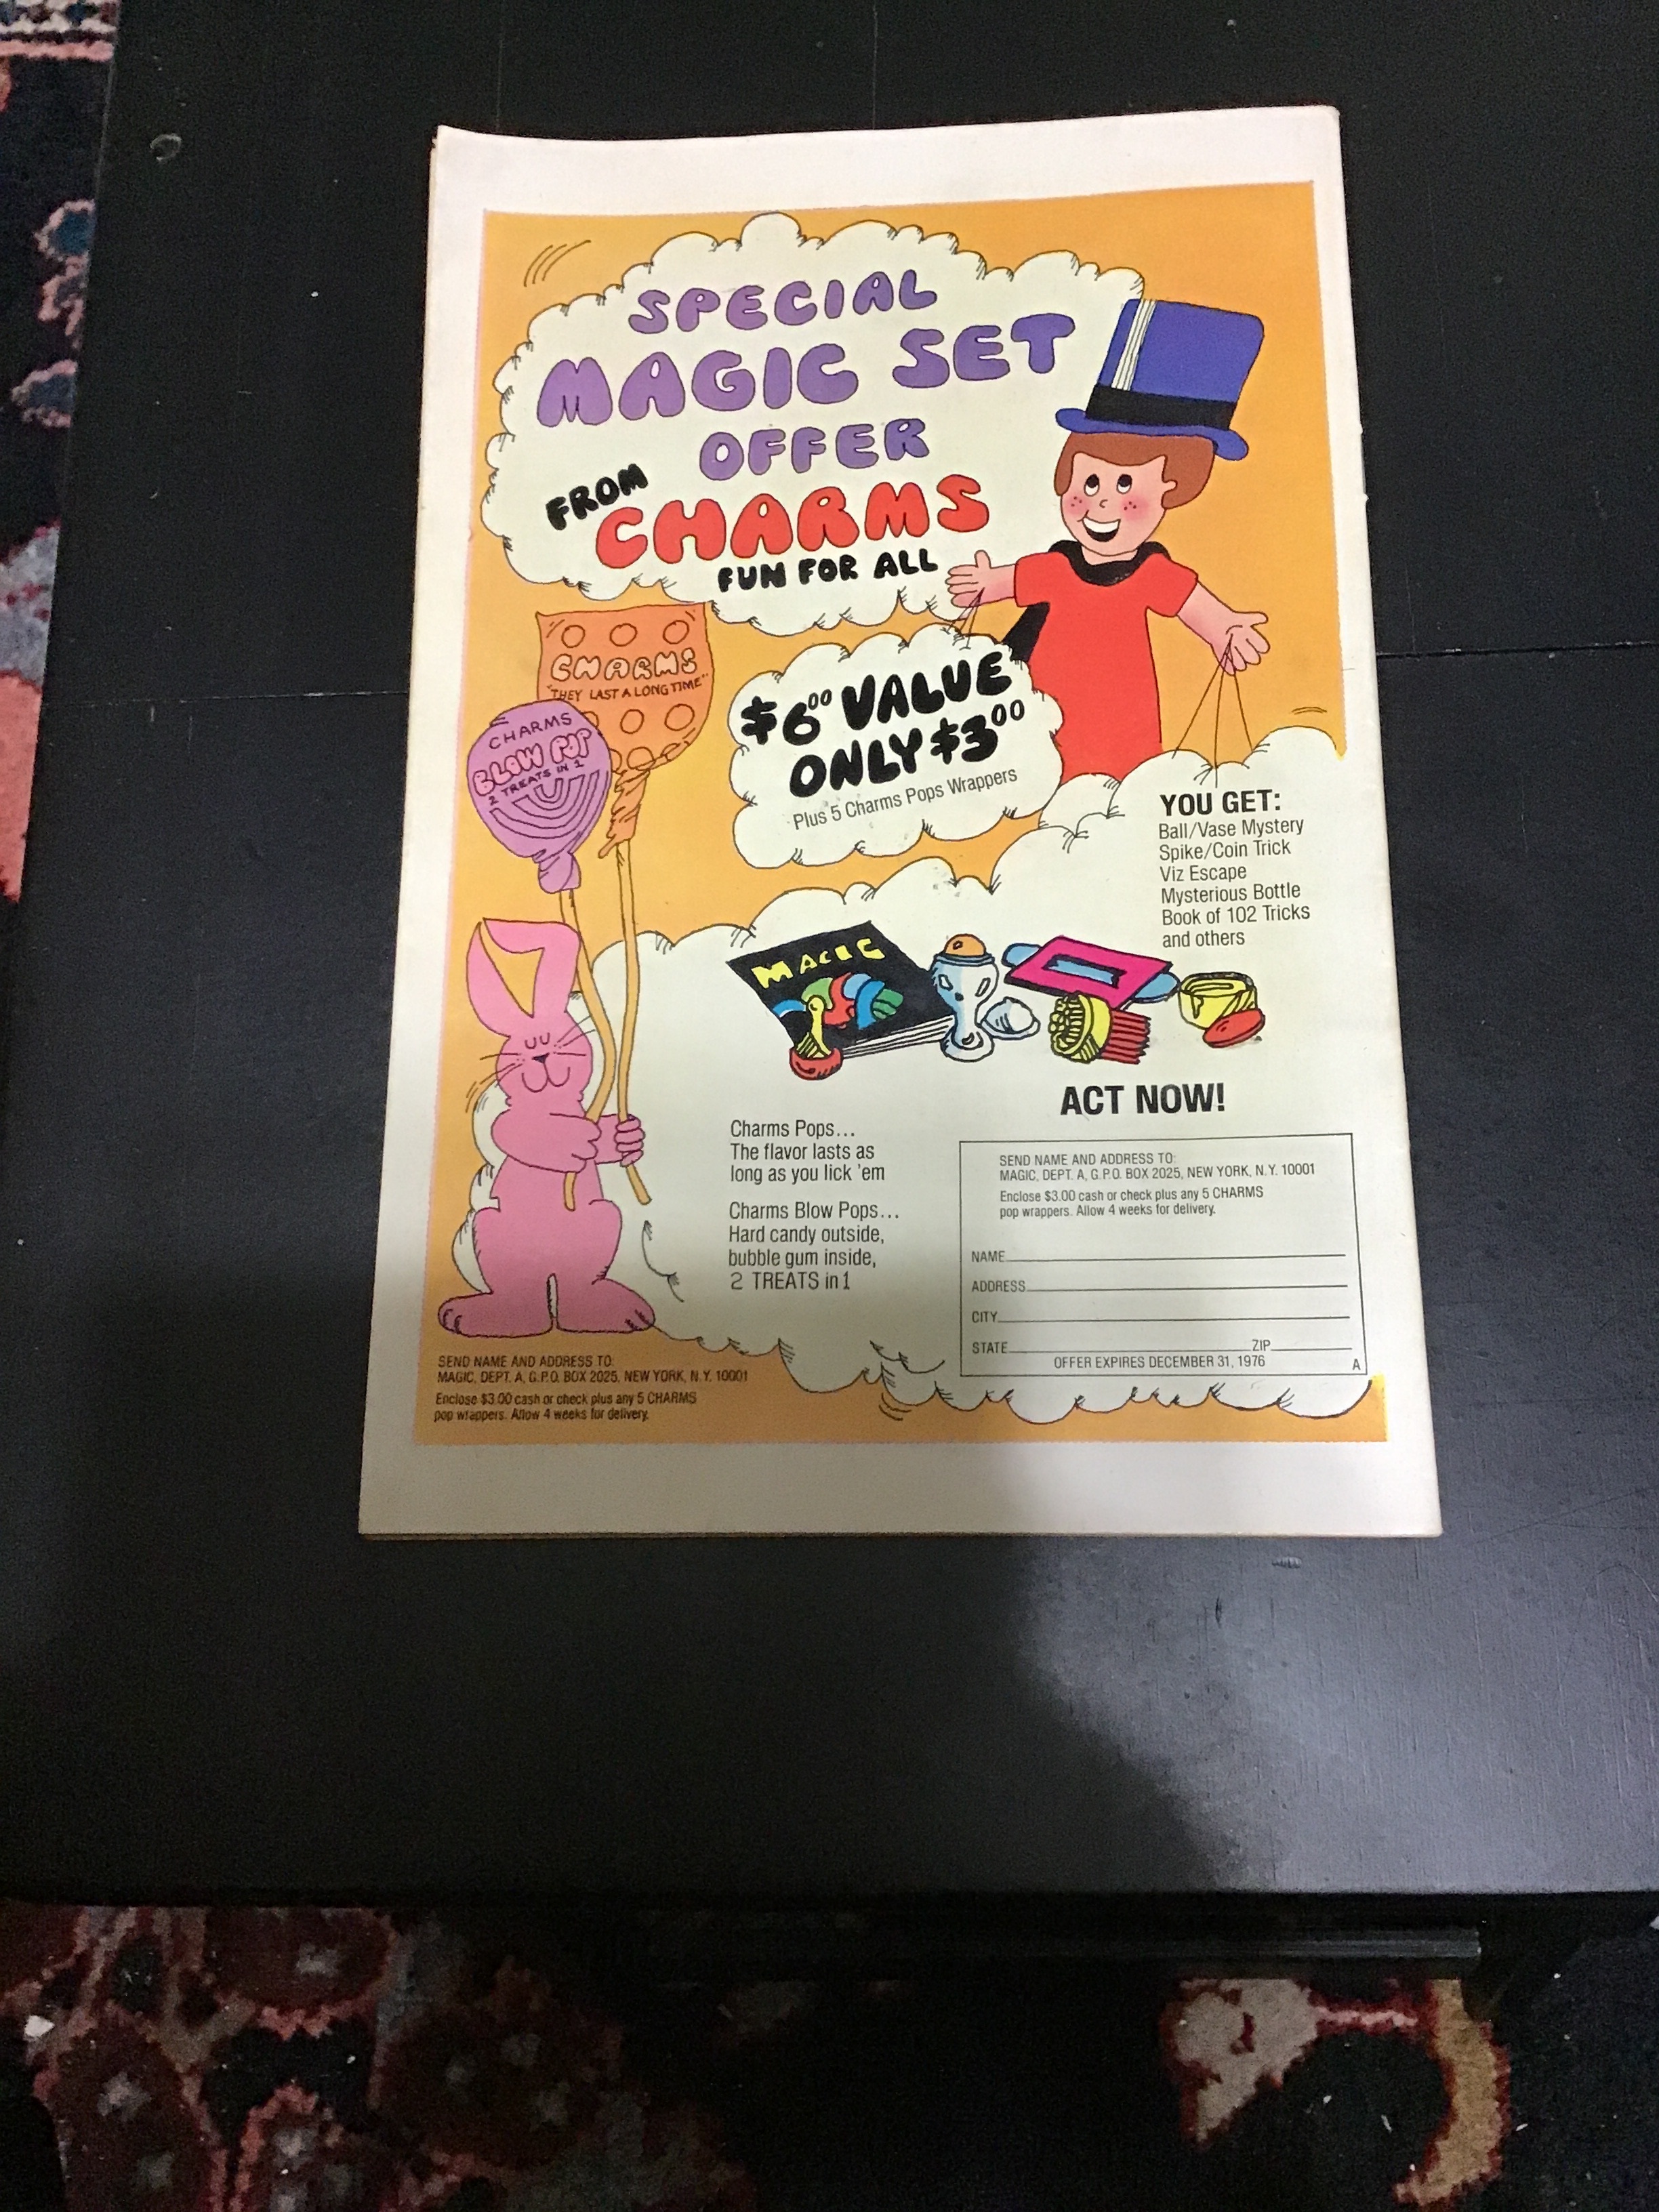 SPECIAL
MAGIC SET
OFFER
FROM
CHARMS
FUN FOR ALL
CHARMS
"THEY LAST A LONG TIME"
CHARMS
BLOW POP
2 TREATS IN 1
$6⁰⁰ VALUE
ONLY $3⁰⁰
Plus 5 Charms Pops Wrappers
YOU GET:
Ball/Vase Mystery
Spike/Coin Trick
Viz Escape
Mysterious Bottle
Book of 102 Tricks
and others
MAGIC
ACT NOW!
Charms Pops...
The flavor lasts as
long as you lick 'em
Charms Blow Pops...
Hard candy outside,
bubble gum inside,
2 TREATS in 1
SEND NAME AND ADDRESS TO:
MAGIC, DEPT. A, G.P.O. BOX 2025, NEW YORK, N.Y. 10001
Enclose $3.00 cash or check plus any 5 CHARMS
pop wrappers. Allow 4 weeks for delivery.
NAME
ADDRESS
CITY
STATE ZIP
OFFER EXPIRES DECEMBER 31, 1976 A
SEND NAME AND ADDRESS TO:
MAGIC, DEPT. A, G.P.O. BOX 2025, NEW YORK, N.Y. 10001
Enclose $3.00 cash or check plus any 5 CHARMS
pop wrappers. Allow 4 weeks for delivery.